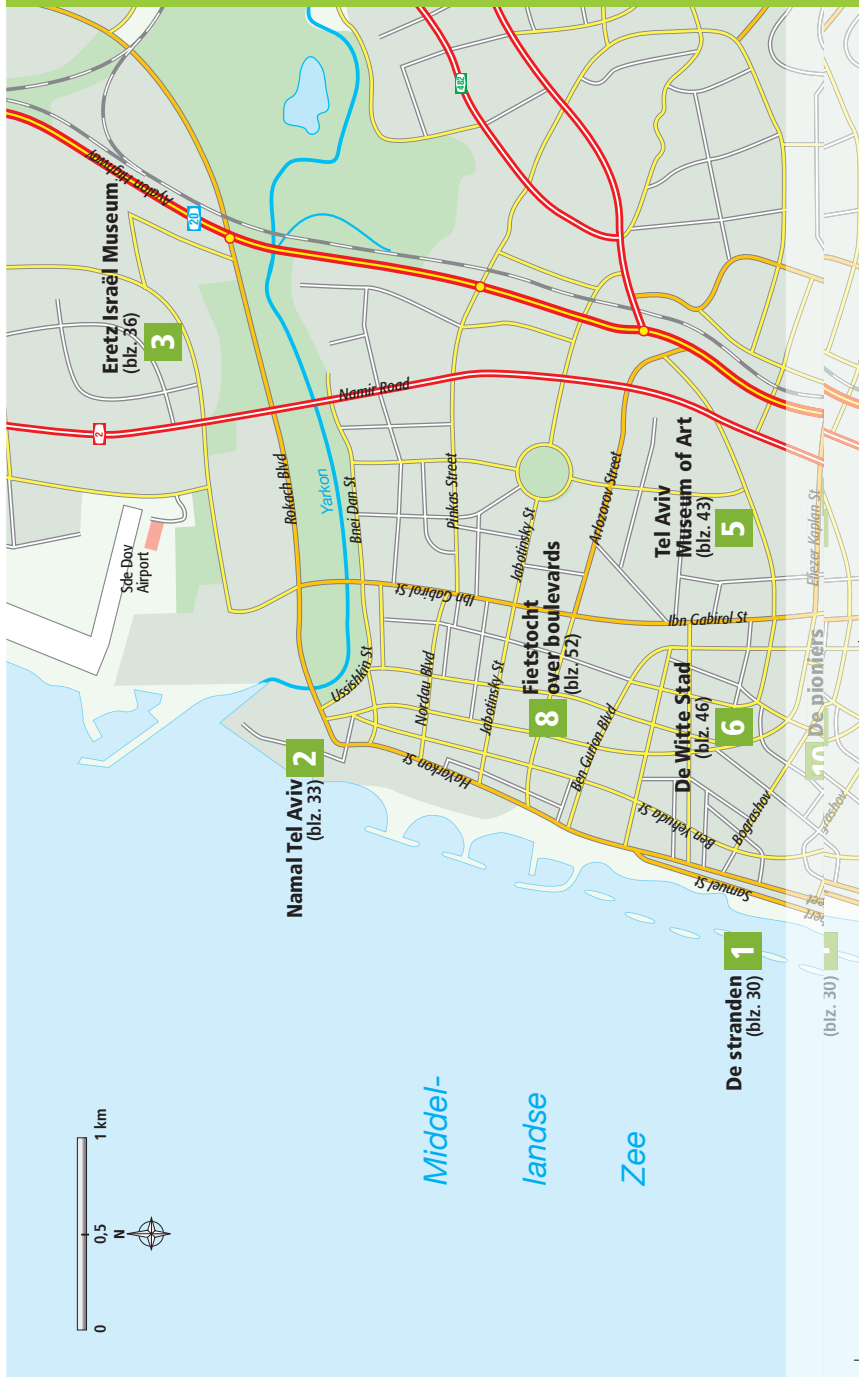 0
0,5
1 km
N
Middel-
landse
Zee
Sde-Dov
Airport
2
Ayalon Highway
20
482
Eretz Israël Museum
(blz. 36)
3
Rokach Blvd
Yarkon
Namir Road
Bnei Dan St
Ussishkin St
Namal Tel Aviv
(blz. 33)
2
Ibn Gabirol St
Pinkas Street
Nordau Blvd
HaYarkon St
Jabotinsky St
Jabotinsky St
Fietstocht
over boulevards
(blz. 52)
8
Arlozorov Street
Ben Gurion Blvd
Tel Aviv
Museum of Art
(blz. 43)
5
Ibn Gabirol St
De Witte Stad
(blz. 46)
6
Ben Yehuda St
Bograshov
Samuel St
De stranden
(blz. 30)
1
Eliezer Kaplan St
De pioniers
10
grashov
(blz. 30)